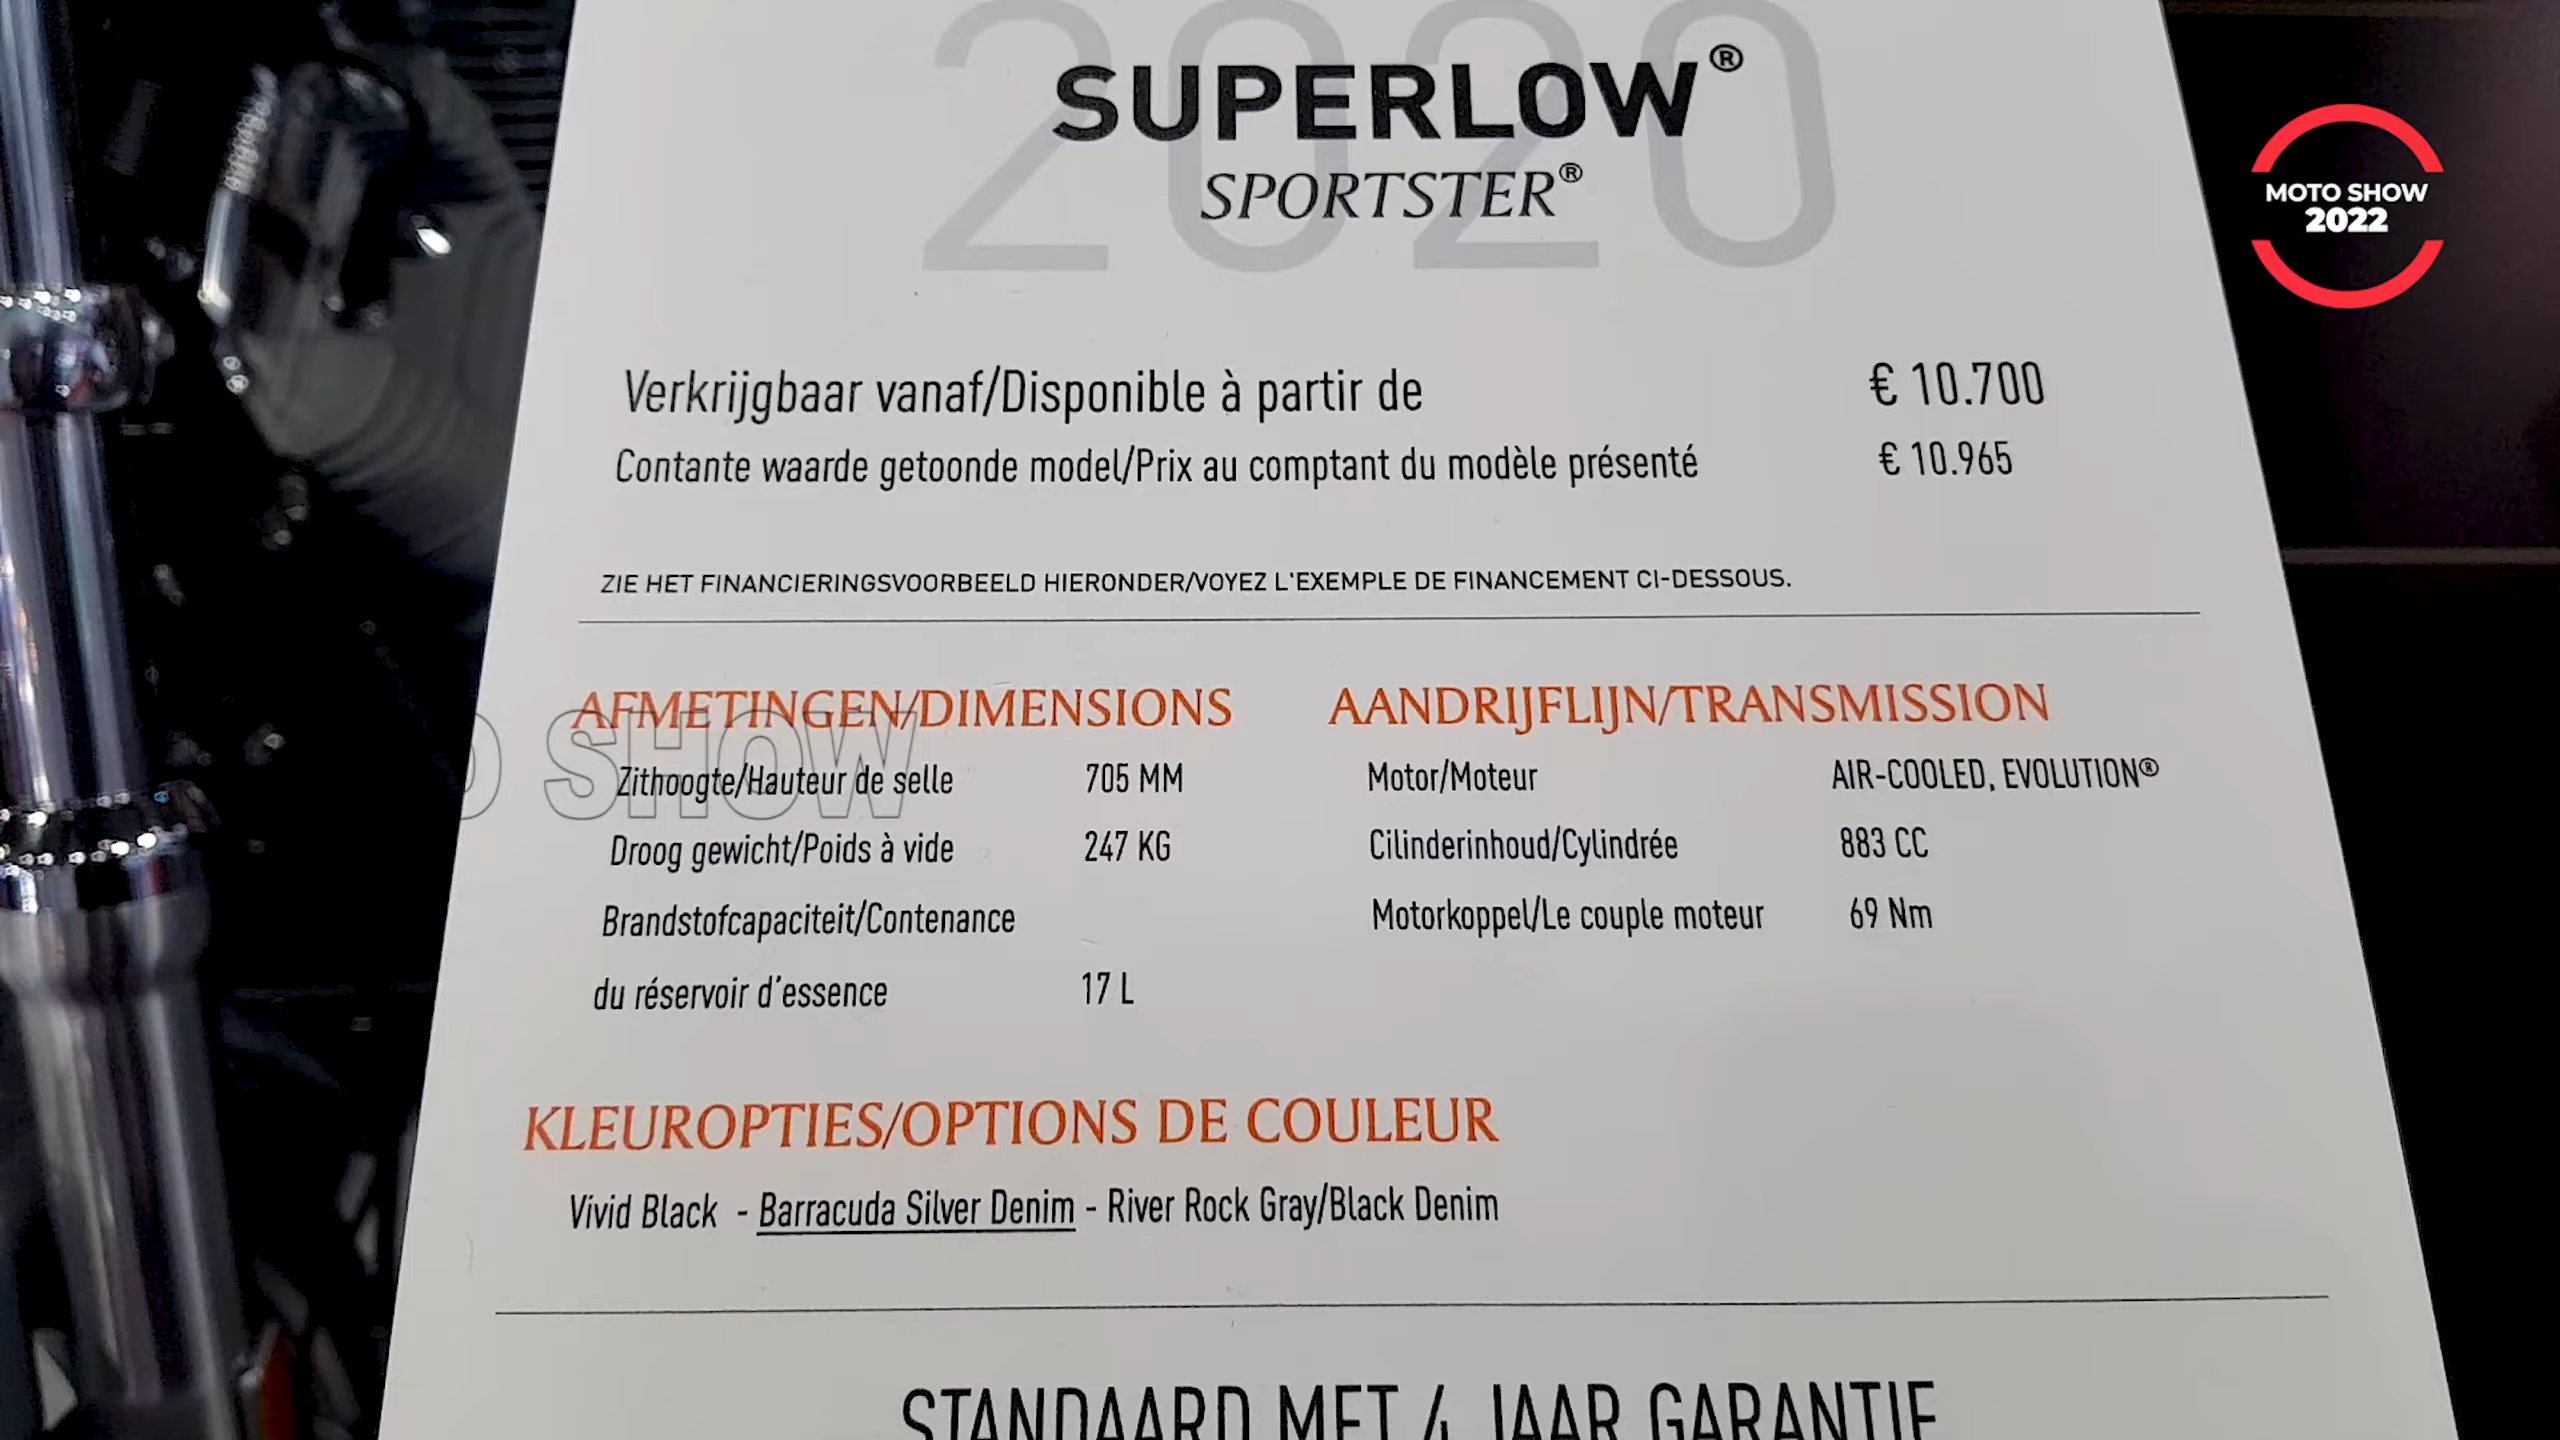 2020
SUPERLOW®
SPORTSTER®
MOTO SHOW
2022
Verkrijgbaar vanaf/Disponible à partir de € 10.700
Contante waarde getoonde model/Prix au comptant du modèle présenté € 10.965
ZIE HET FINANCIERINGSVOORBEELD HIERONDER/VOYEZ L'EXEMPLE DE FINANCEMENT CI-DESSOUS.
AFMETINGEN/DIMENSIONS
SHOW
Zithoogte/Hauteur de selle 705 MM
Droog gewicht/Poids à vide 247 KG
Brandstofcapaciteit/Contenance
du réservoir d'essence 17 L
AANDRIJFLIJN/TRANSMISSION
Motor/Moteur AIR-COOLED, EVOLUTION®
Cilinderinhoud/Cylindrée 883 CC
Motorkoppel/Le couple moteur 69 Nm
KLEUROPTIES/OPTIONS DE COULEUR
Vivid Black - Barracuda Silver Denim - River Rock Gray/Black Denim
STANDAARD MET 4 JAAR GARANTIE